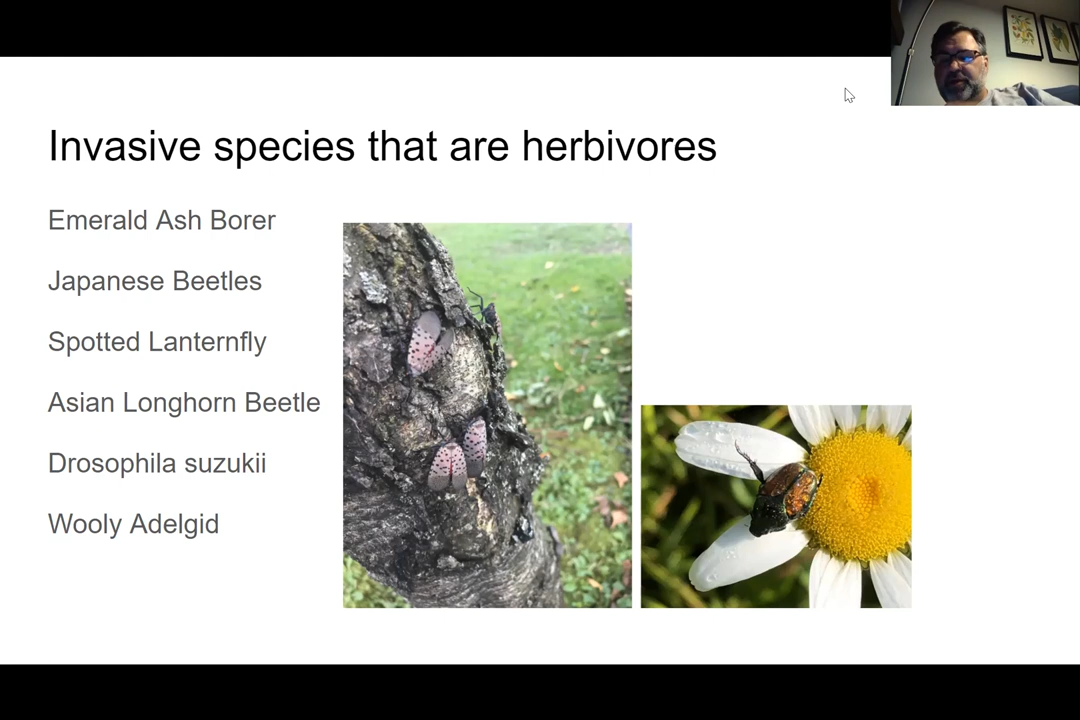 Invasive species that are herbivores
Emerald Ash Borer
Japanese Beetles
Spotted Lanternfly
Asian Longhorn Beetle
Drosophila suzukii
Wooly Adelgid